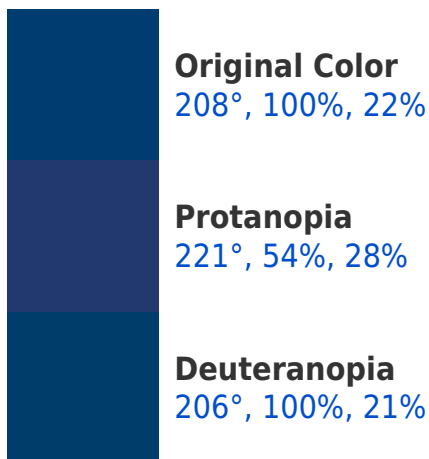 Original Color
208°, 100%, 22%
Protanopia
221°, 54%, 28%
Deuteranopia
206°, 100%, 21%